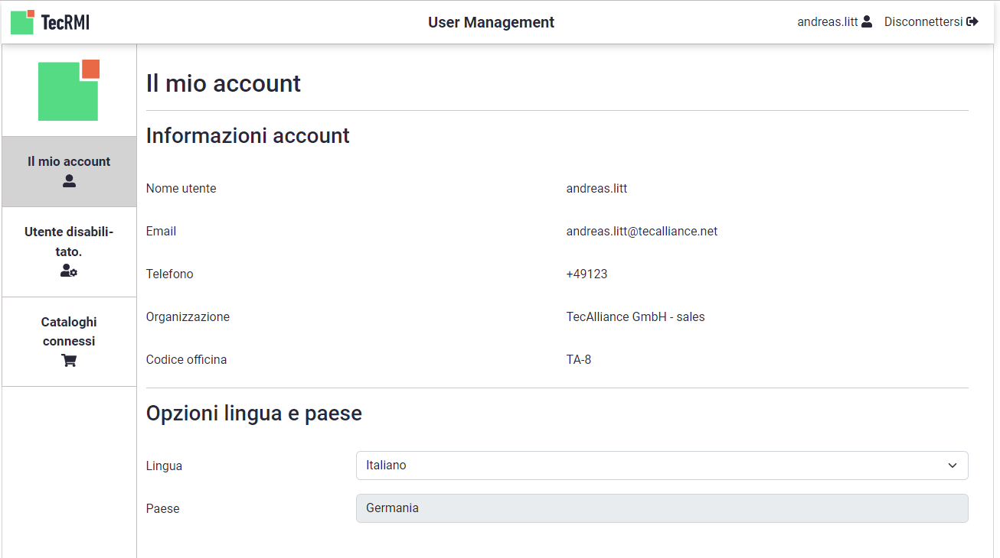 TecRMI
User Management
andreas.litt
Disconnettersi
Il mio account
Utente disabili-
tato.
Cataloghi
connessi
Il mio account
Informazioni account
Nome utente
andreas.litt
Email
andreas.litt@tecalliance.net
Telefono
+49123
Organizzazione
TecAlliance GmbH - sales
Codice officina
TA-8
Opzioni lingua e paese
Lingua
Italiano
Paese
Germania